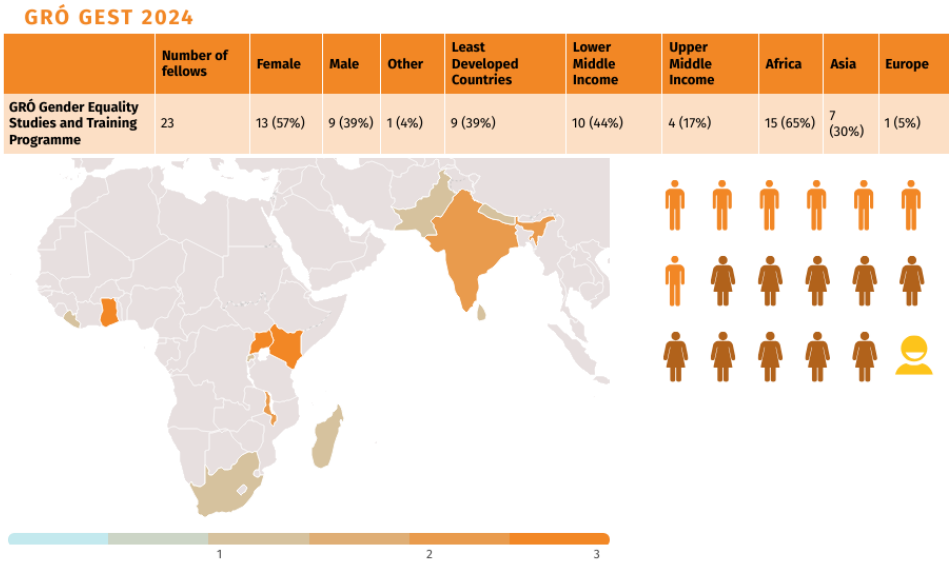 GRÓ GEST 2024
Number of
fellows
Female
Male
Other
Least
Developed
Countries
Lower
Middle
Income
Upper
Middle
Income
Africa
Asia
Europe
GRÓ Gender Equality
Studies and Training
Programme
23
13 (57%)
9 (39%)
1 (4%)
9 (39%)
10 (44%)
4 (17%)
15 (65%)
7
(30%)
1 (5%)
1
2
3